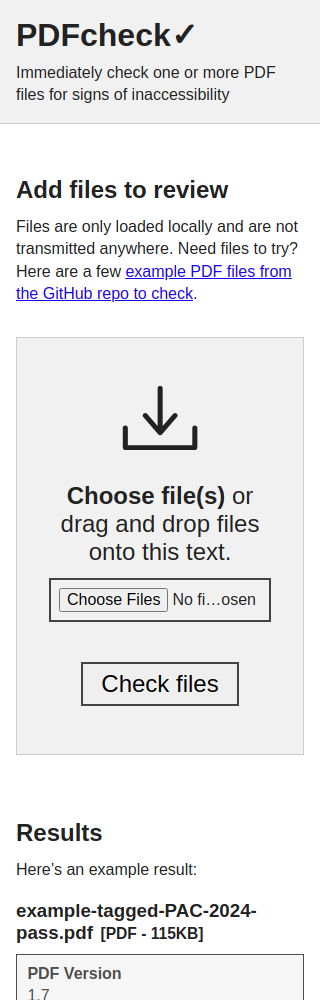 PDFcheck✓
Immediately check one or more PDF
files for signs of inaccessibility
Add files to review
Files are only loaded locally and are not
transmitted anywhere. Need files to try?
Here are a few example PDF files from
the GitHub repo to check.
Choose file(s) or
drag and drop files
onto this text.
Choose Files No fi…osen
Check files
Results
Here’s an example result:
example-tagged-PAC-2024-
pass.pdf [PDF - 115KB]
PDF Version
1.7